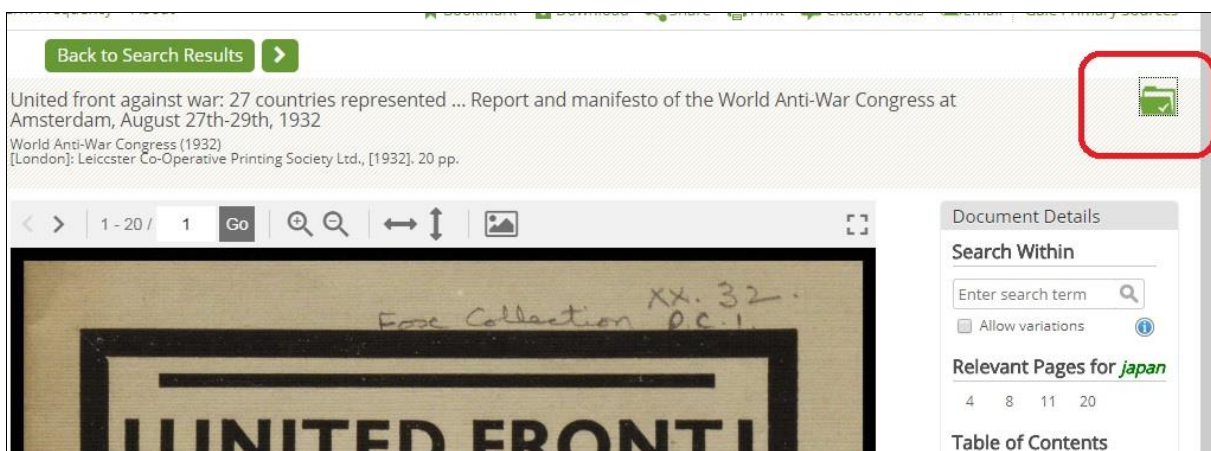 Back to Search Results
United front against war: 27 countries represented ... Report and manifesto of the World Anti-War Congress at
Amsterdam, August 27th-29th, 1932
World Anti-War Congress (1932)
[London]: Leiccster Co-Operative Printing Society Ltd., [1932]. 20 pp.
1 - 20 / 1 Go
Document Details
Search Within
Enter search term
Allow variations
Relevant Pages for japan
4 8 11 20
Table of Contents
XX. 32.
Foxe Collection P.C.1.
UNITED FRONT